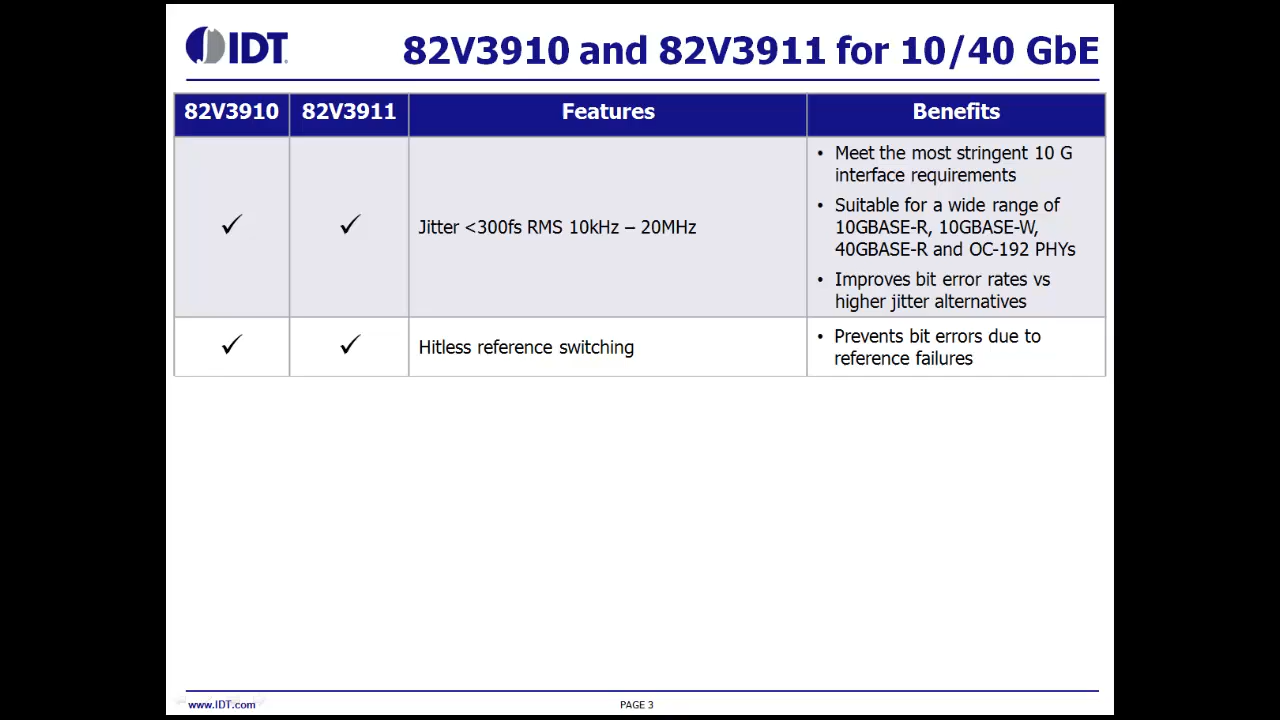 IDT
82V3910 and 82V3911 for 10/40 GbE
82V3910 82V3911 Features Benefits
✓ ✓ Jitter <300fs RMS 10kHz – 20MHz
• Meet the most stringent 10 G
interface requirements
• Suitable for a wide range of
10GBASE-R, 10GBASE-W,
40GBASE-R and OC-192 PHYs
• Improves bit error rates vs
higher jitter alternatives
✓ ✓ Hitless reference switching
• Prevents bit errors due to
reference failures
www.IDT.com PAGE 3